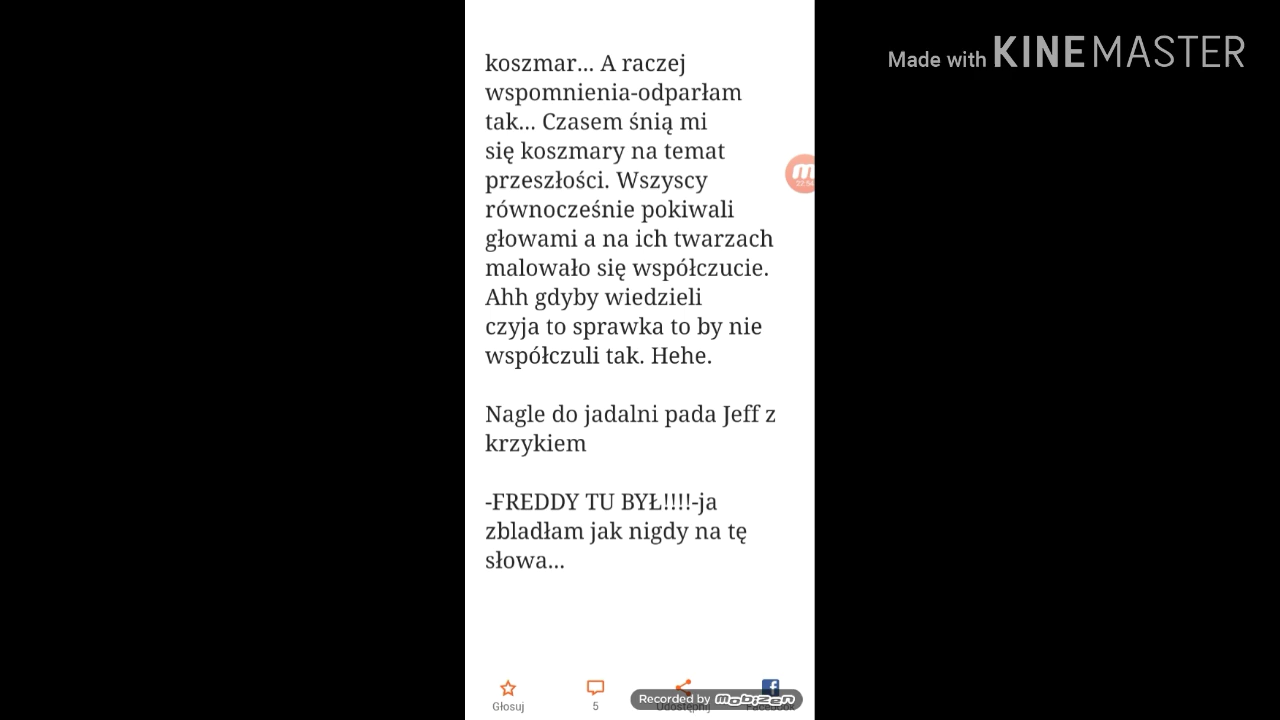 Made with KINEMASTER
koszmar... A raczej
wspomnienia-odparłam
tak... Czasem śnią mi
się koszmary na temat
przeszłości. Wszyscy
równocześnie pokiwali
głowami a na ich twarzach
malowało się współczucie.
Ahh gdyby wiedzieli
czyja to sprawka to by nie
współczuli tak. Hehe.
Nagle do jadalni pada Jeff z
krzykiem
-FREDDY TU BYŁ!!!!-ja
zbladłam jak nigdy na tę
słowa...
Głosuj
5
Udostępnij
Facebook
Recorded by mobizen